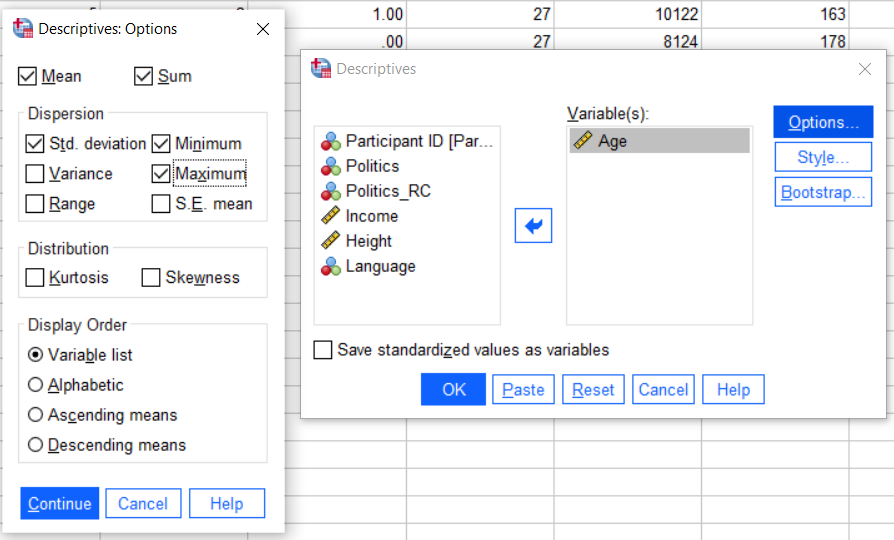 1.00 27 10122 163
.00 27 8124 178
Descriptives: Options
Mean Sum
Dispersion
Std. deviation Minimum
Variance Maximum
Range S.E. mean
Distribution
Kurtosis Skewness
Display Order
Variable list
Alphabetic
Ascending means
Descending means
Continue Cancel Help
Descriptives
Variable(s):
Participant ID [Par...
Politics
Politics_RC
Income
Height
Language
Age
Options...
Style...
Bootstrap...
Save standardized values as variables
OK Paste Reset Cancel Help